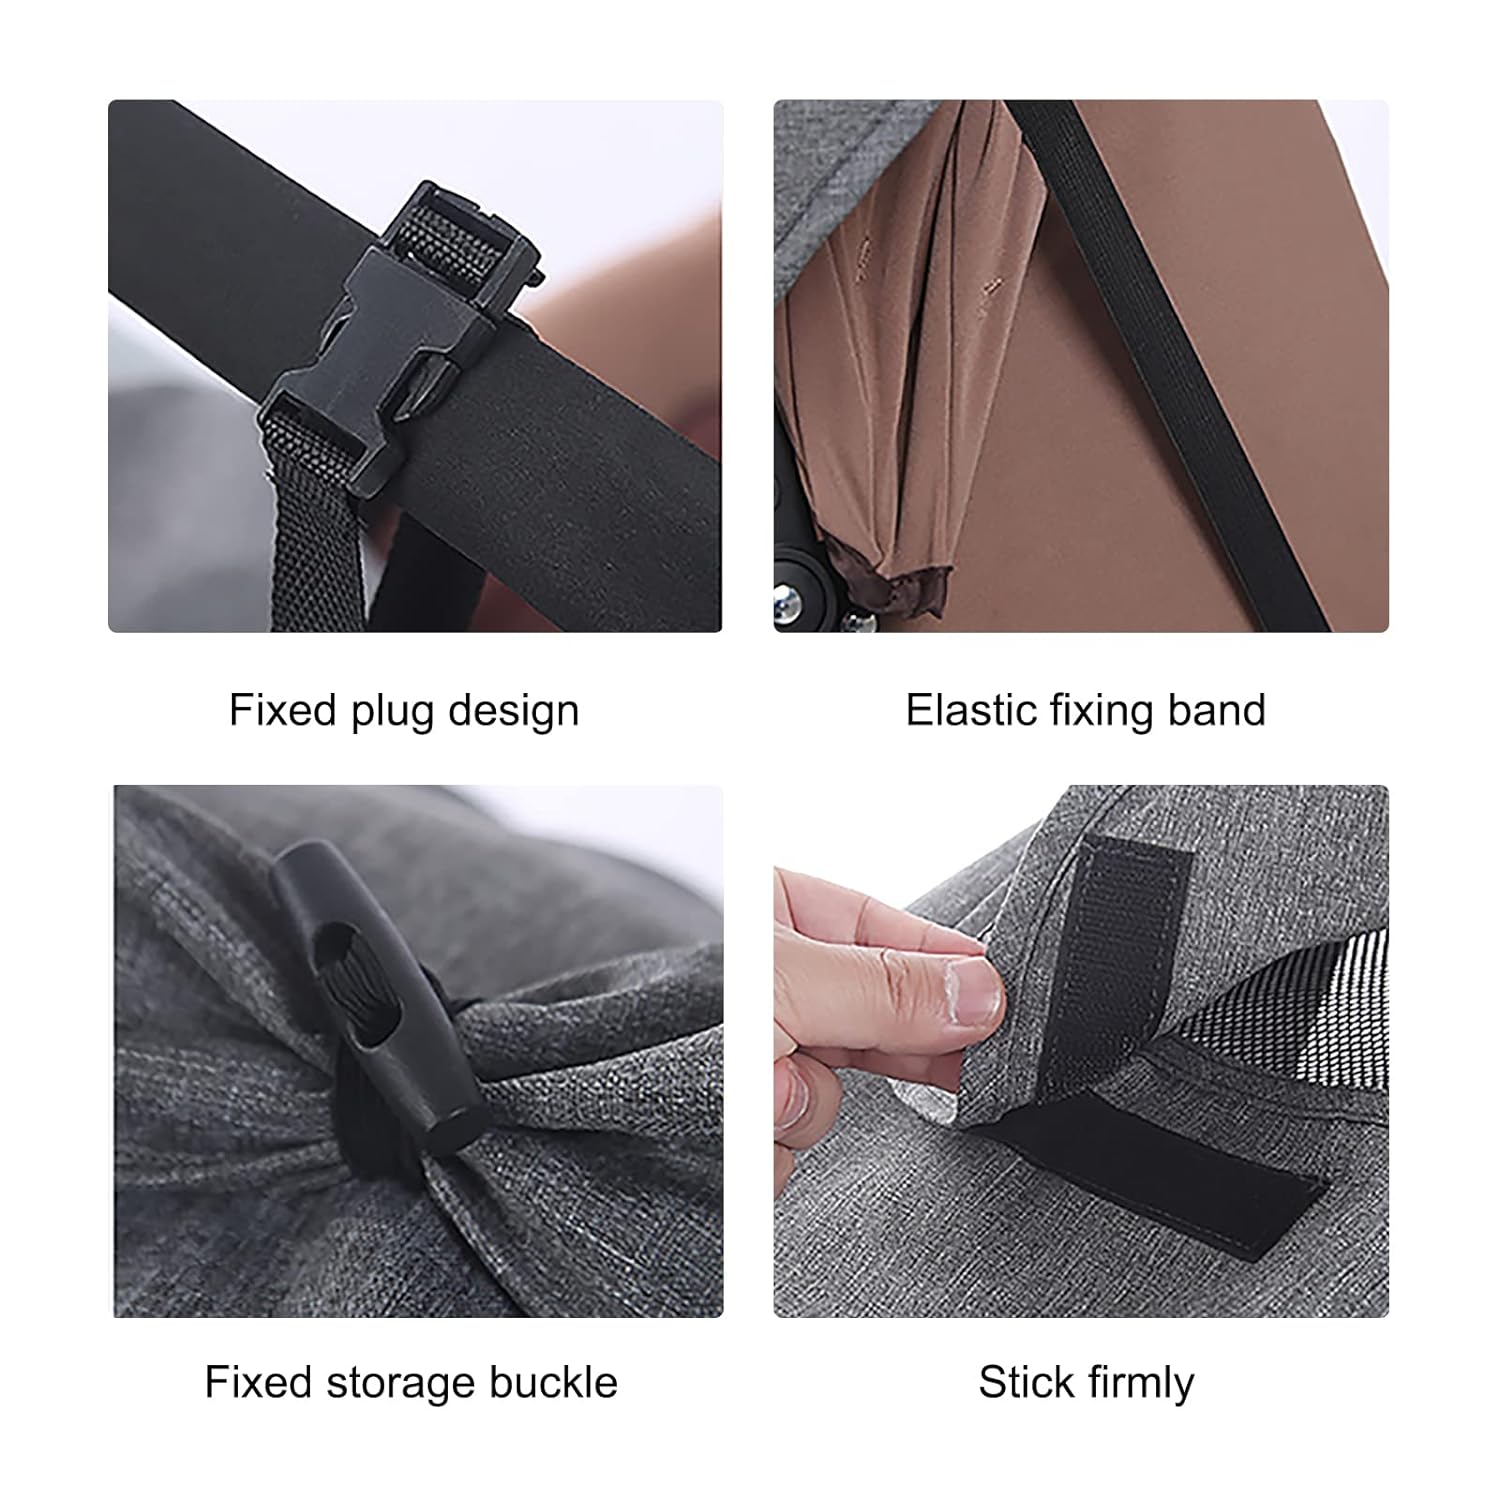 Fixed plug design
Elastic fixing band
Fixed storage buckle
Stick firmly